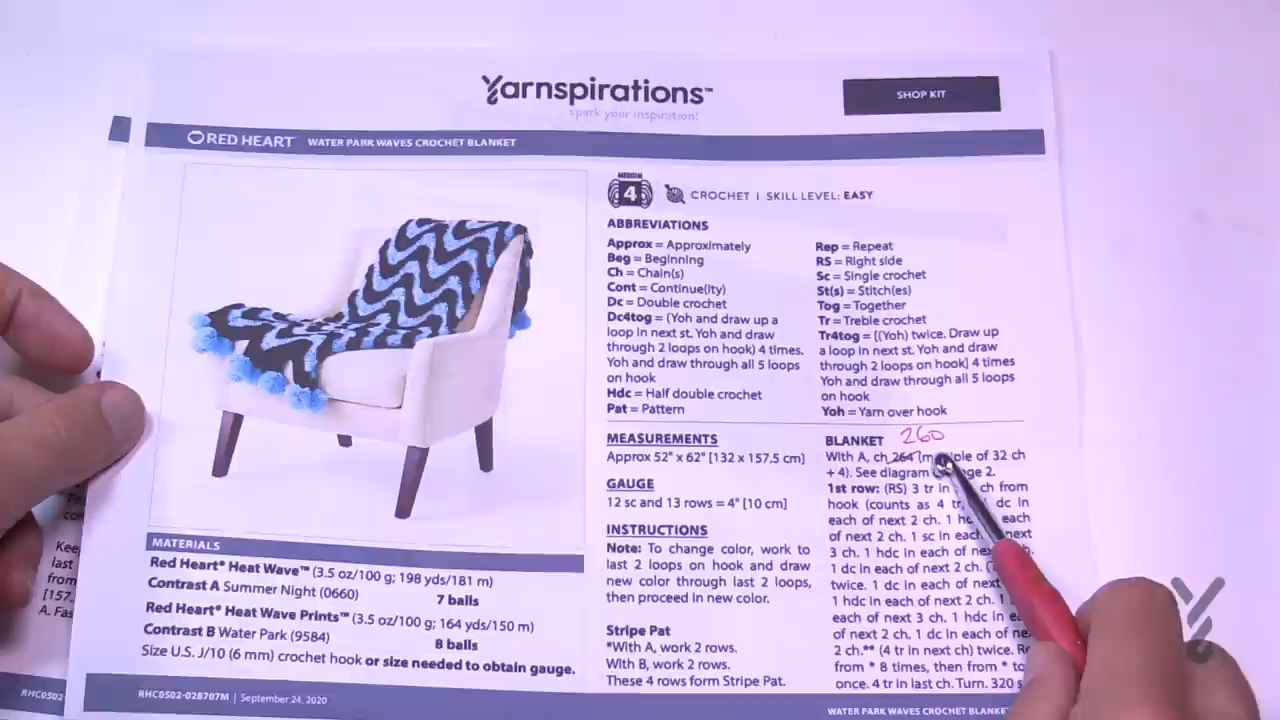 Yarnspirations™
spark your inspiration!
SHOP KIT
RED HEART WATER PARK WAVES CROCHET BLANKET
MEDIUM
4
CROCHET | SKILL LEVEL: EASY
ABBREVIATIONS
Approx = Approximately
Beg = Beginning
Ch = Chain(s)
Cont = Continue(ity)
Dc = Double crochet
Dc4tog = (Yoh and draw up a
loop in next st. Yoh and draw
through 2 loops on hook) 4 times.
Yoh and draw through all 5 loops
on hook
Hdc = Half double crochet
Pat = Pattern
Rep = Repeat
RS = Right side
Sc = Single crochet
St(s) = Stitch(es)
Tog = Together
Tr = Treble crochet
Tr4tog = [(Yoh) twice. Draw up
a loop in next st. Yoh and draw
through 2 loops on hook] 4 times
Yoh and draw through all 5 loops
on hook
Yoh = Yarn over hook
MEASUREMENTS
Approx 52" x 62" [132 x 157.5 cm]
GAUGE
12 sc and 13 rows = 4" [10 cm]
INSTRUCTIONS
Note: To change color, work to
last 2 loops on hook and draw
new color through last 2 loops,
then proceed in new color.
Stripe Pat
*With A, work 2 rows.
With B, work 2 rows.
These 4 rows form Stripe Pat.
BLANKET 260
With A, ch 264 of 32 ch
+ 4). See diagram 2.
1st row: (RS) 3 tr in ch from
hook (counts as 4 tr, dc in
each of next 2 ch. 1 each
of next 2 ch. 1 sc in each next
3 ch. 1 hdc in each of
1 dc in each of next 2 ch.
twice. 1 dc in each of next
1 hdc in each of next 2 ch. 1
each of next 3 ch. 1 hdc in
of next 2 ch. 1 dc in each of
2 ch.** (4 tr in next ch) twice.
from * 8 times, then from * to
once. 4 tr in last ch. Turn. 320
MATERIALS
Red Heart® Heat Wave™ (3.5 oz/100 g; 198 yds/181 m)
Contrast A Summer Night (0660) 7 balls
Red Heart® Heat Wave Prints™ (3.5 oz/100 g; 164 yds/150 m)
Contrast B Water Park (9584) 8 balls
Size U.S. J/10 (6 mm) crochet hook or size needed to obtain gauge.
RHC0502-028707M | September 24, 2020
WATER PARK WAVES CROCHET BLANKET
Keep
last
from
[157.
A. Fas
RHC0502